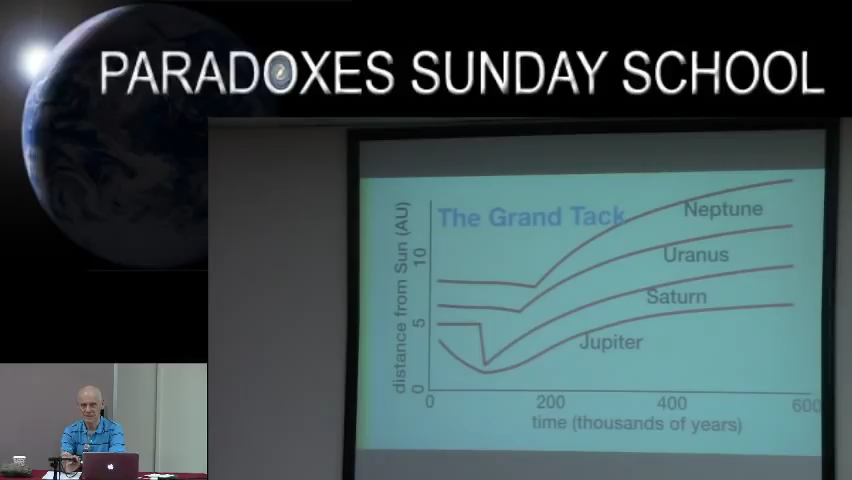 PARADOXES SUNDAY SCHOOL
The Grand Tack
Neptune
Uranus
Saturn
Jupiter
distance from Sun (AU)
10
5
0
0
200
400
600
time (thousands of years)